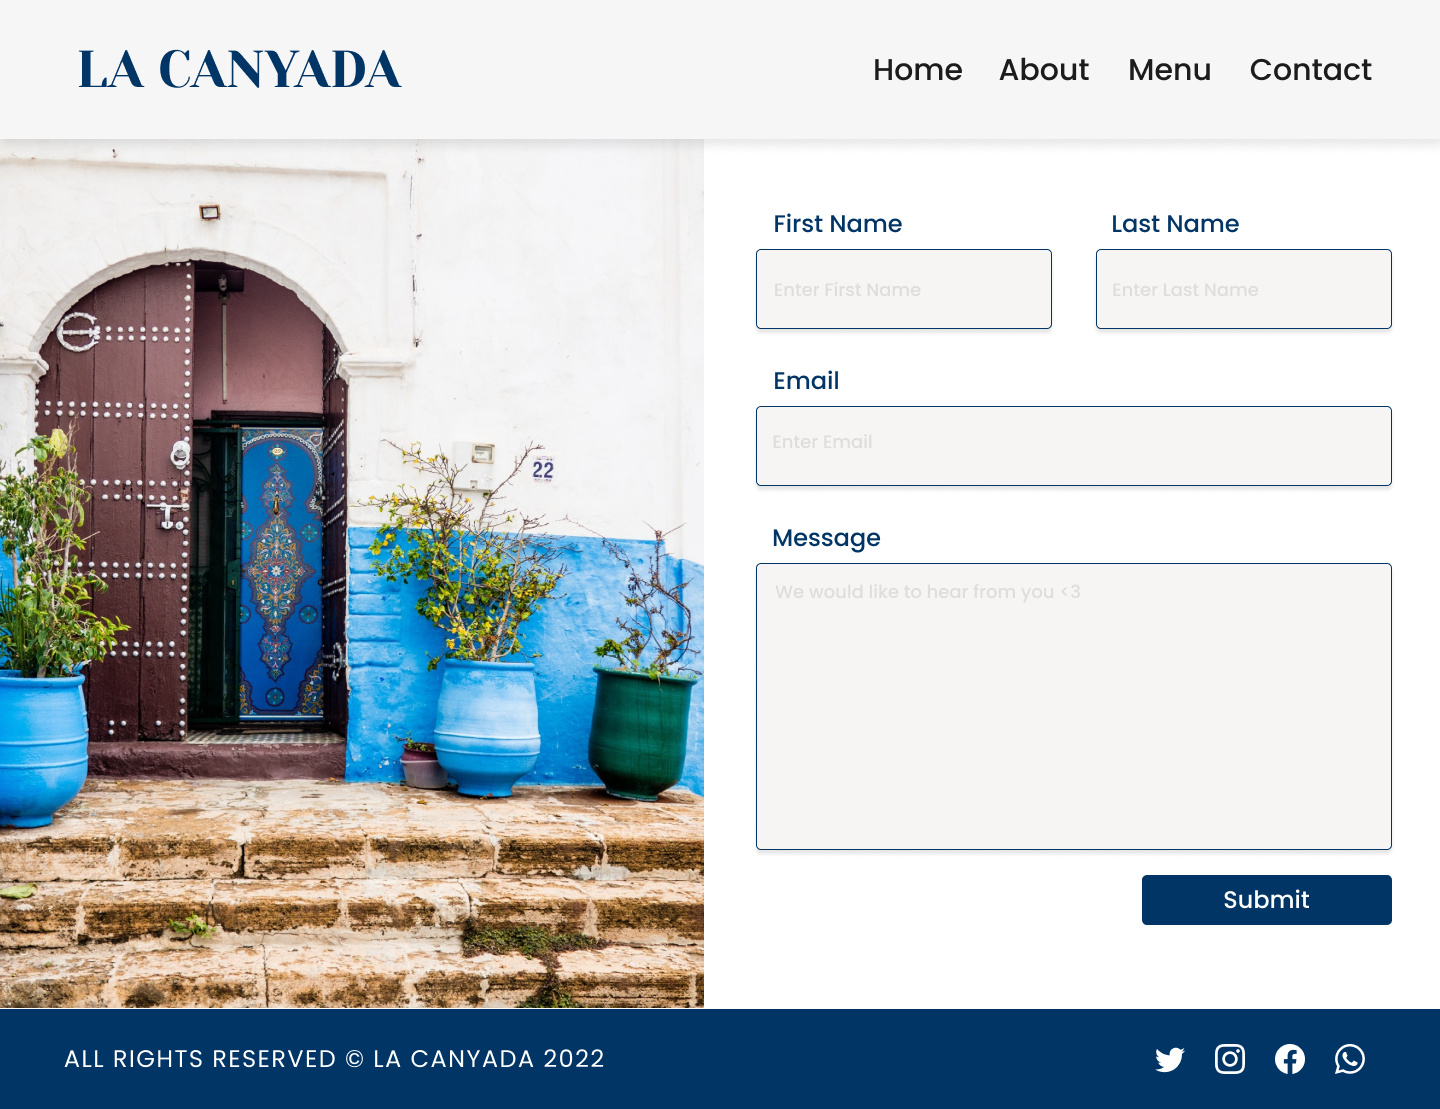 LA CANYADA
Home About Menu Contact
22
First Name Last Name
Enter First Name Enter Last Name
Email
Enter Email
Message
We would like to hear from you <3
Submit
ALL RIGHTS RESERVED © LA CANYADA 2022